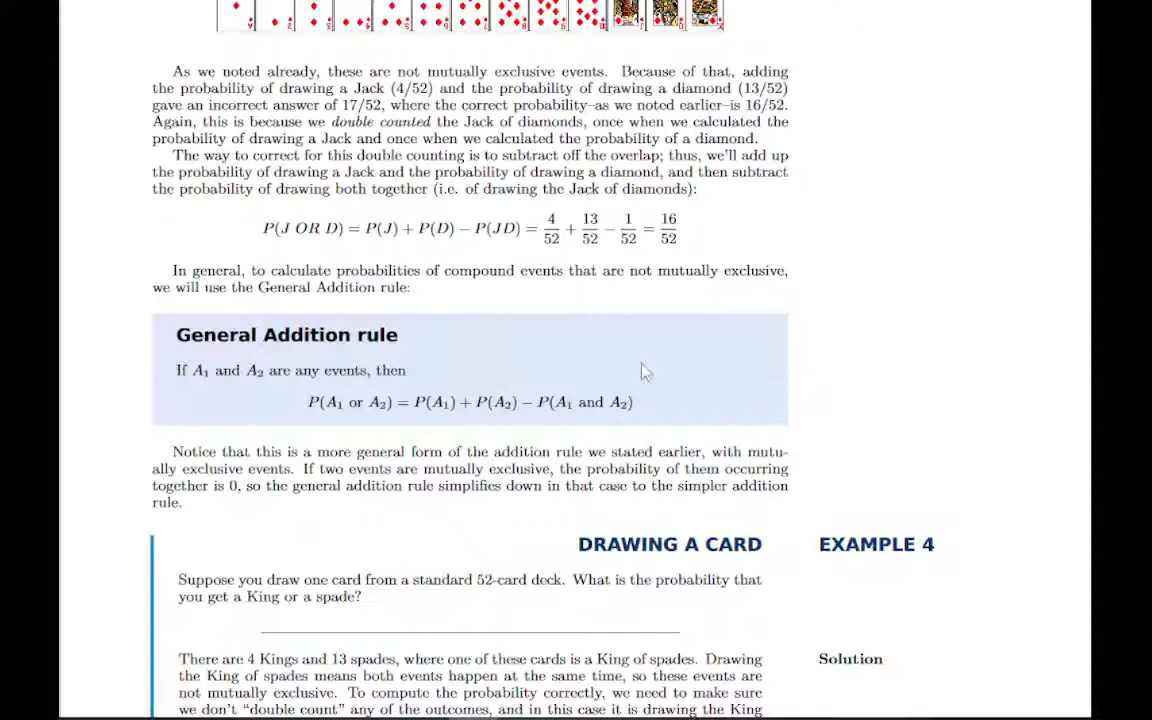 As we noted already, these are not mutually exclusive events. Because of that, adding
the probability of drawing a Jack (4/52) and the probability of drawing a diamond (13/52)
gave an incorrect answer of 17/52, where the correct probability–as we noted earlier–is 16/52.
Again, this is because we double counted the Jack of diamonds, once when we calculated the
probability of drawing a Jack and once when we calculated the probability of a diamond.
The way to correct for this double counting is to subtract off the overlap; thus, we'll add up
the probability of drawing a Jack and the probability of drawing a diamond, and then subtract
the probability of drawing both together (i.e. of drawing the Jack of diamonds):
P(J OR D) = P(J) + P(D) − P(JD) = 4/52 + 13/52 − 1/52 = 16/52
In general, to calculate probabilities of compound events that are not mutually exclusive,
we will use the General Addition rule:
General Addition rule
If A₁ and A₂ are any events, then
P(A₁ or A₂) = P(A₁) + P(A₂) − P(A₁ and A₂)
Notice that this is a more general form of the addition rule we stated earlier, with mutu-
ally exclusive events. If two events are mutually exclusive, the probability of them occurring
together is 0, so the general addition rule simplifies down in that case to the simpler addition
rule.
DRAWING A CARD EXAMPLE 4
Suppose you draw one card from a standard 52-card deck. What is the probability that
you get a King or a spade?
There are 4 Kings and 13 spades, where one of these cards is a King of spades. Drawing Solution
the King of spades means both events happen at the same time, so these events are
not mutually exclusive. To compute the probability correctly, we need to make sure
we don't "double count" any of the outcomes, and in this case it is drawing the King